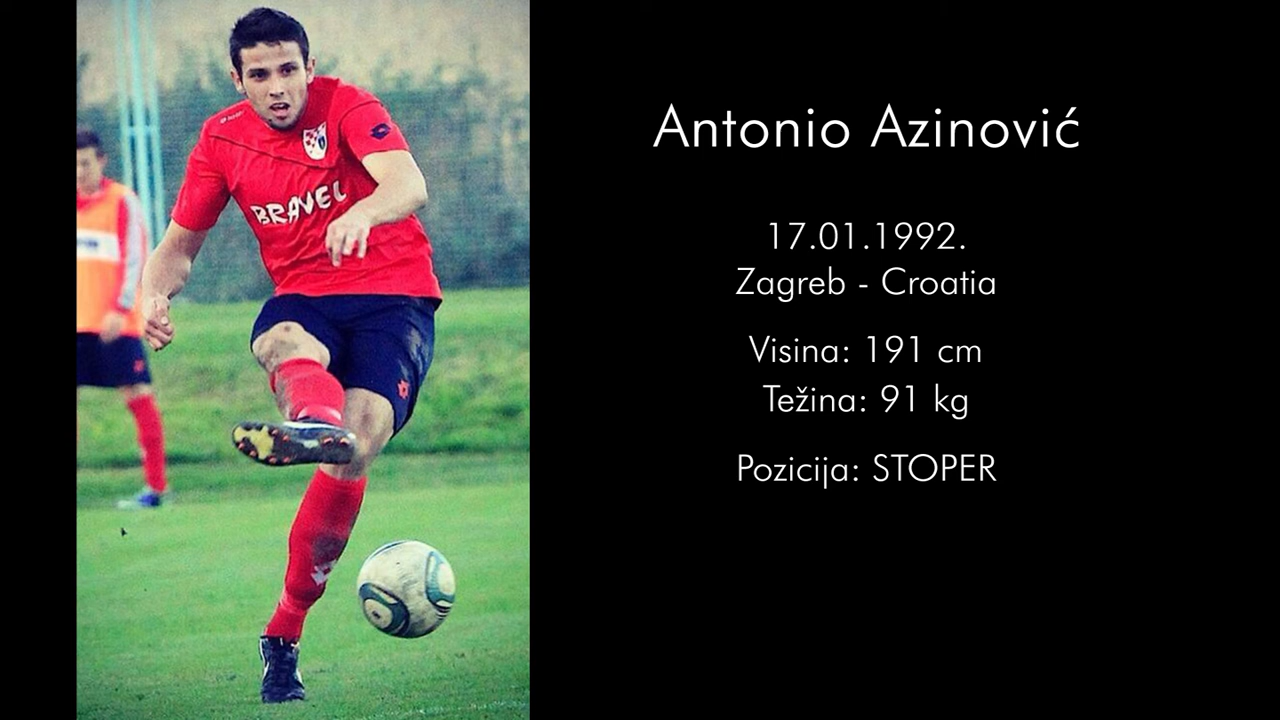 Antonio Azinović
17.01.1992.
Zagreb - Croatia
Visina: 191 cm
Težina: 91 kg
Pozicija: STOPER
BRAVEL